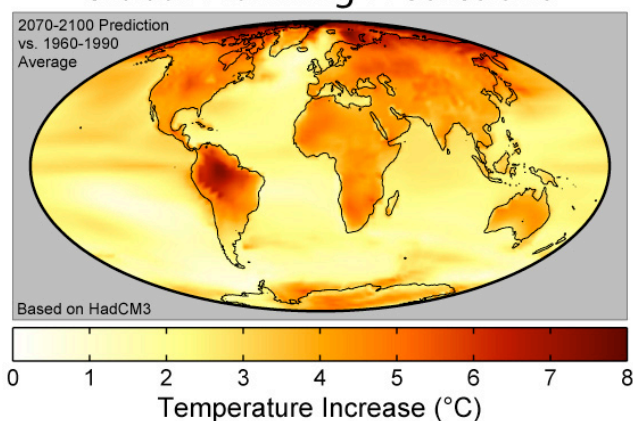 2070-2100 Prediction
vs. 1960-1990
Average
Based on HadCM3
0 1 2 3 4 5 6 7 8
Temperature Increase (°C)